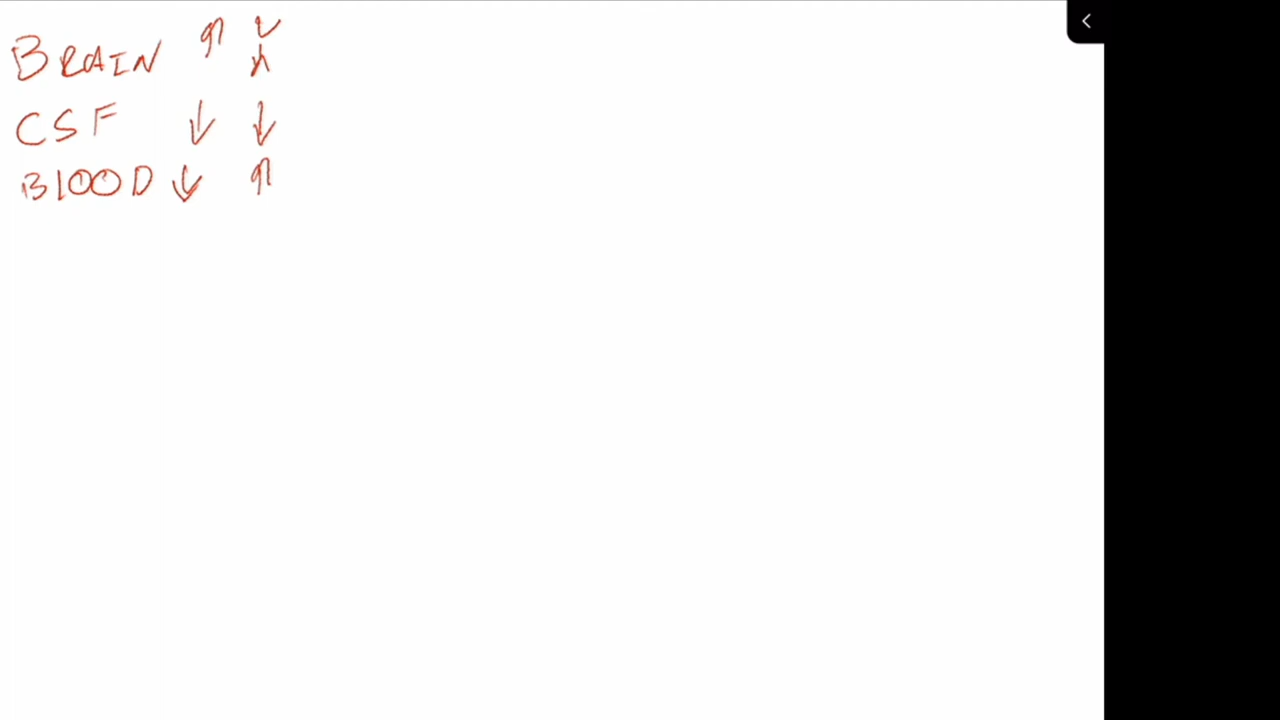 BRAIN ↑ ↓
↑
CSF ↓ ↓
BlOOD ↓ ↑